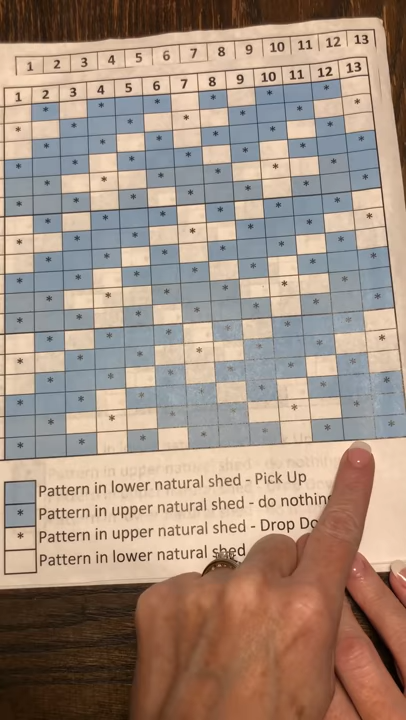 1 2 3 4 5 6 7 8 9 10 11 12 13
1 2 3 4 5 6 7 8 9 10 11 12 13
Pattern in lower natural shed - Pick Up
* Pattern in upper natural shed - do nothing
* Pattern in upper natural shed - Drop Do
Pattern in lower natural shed